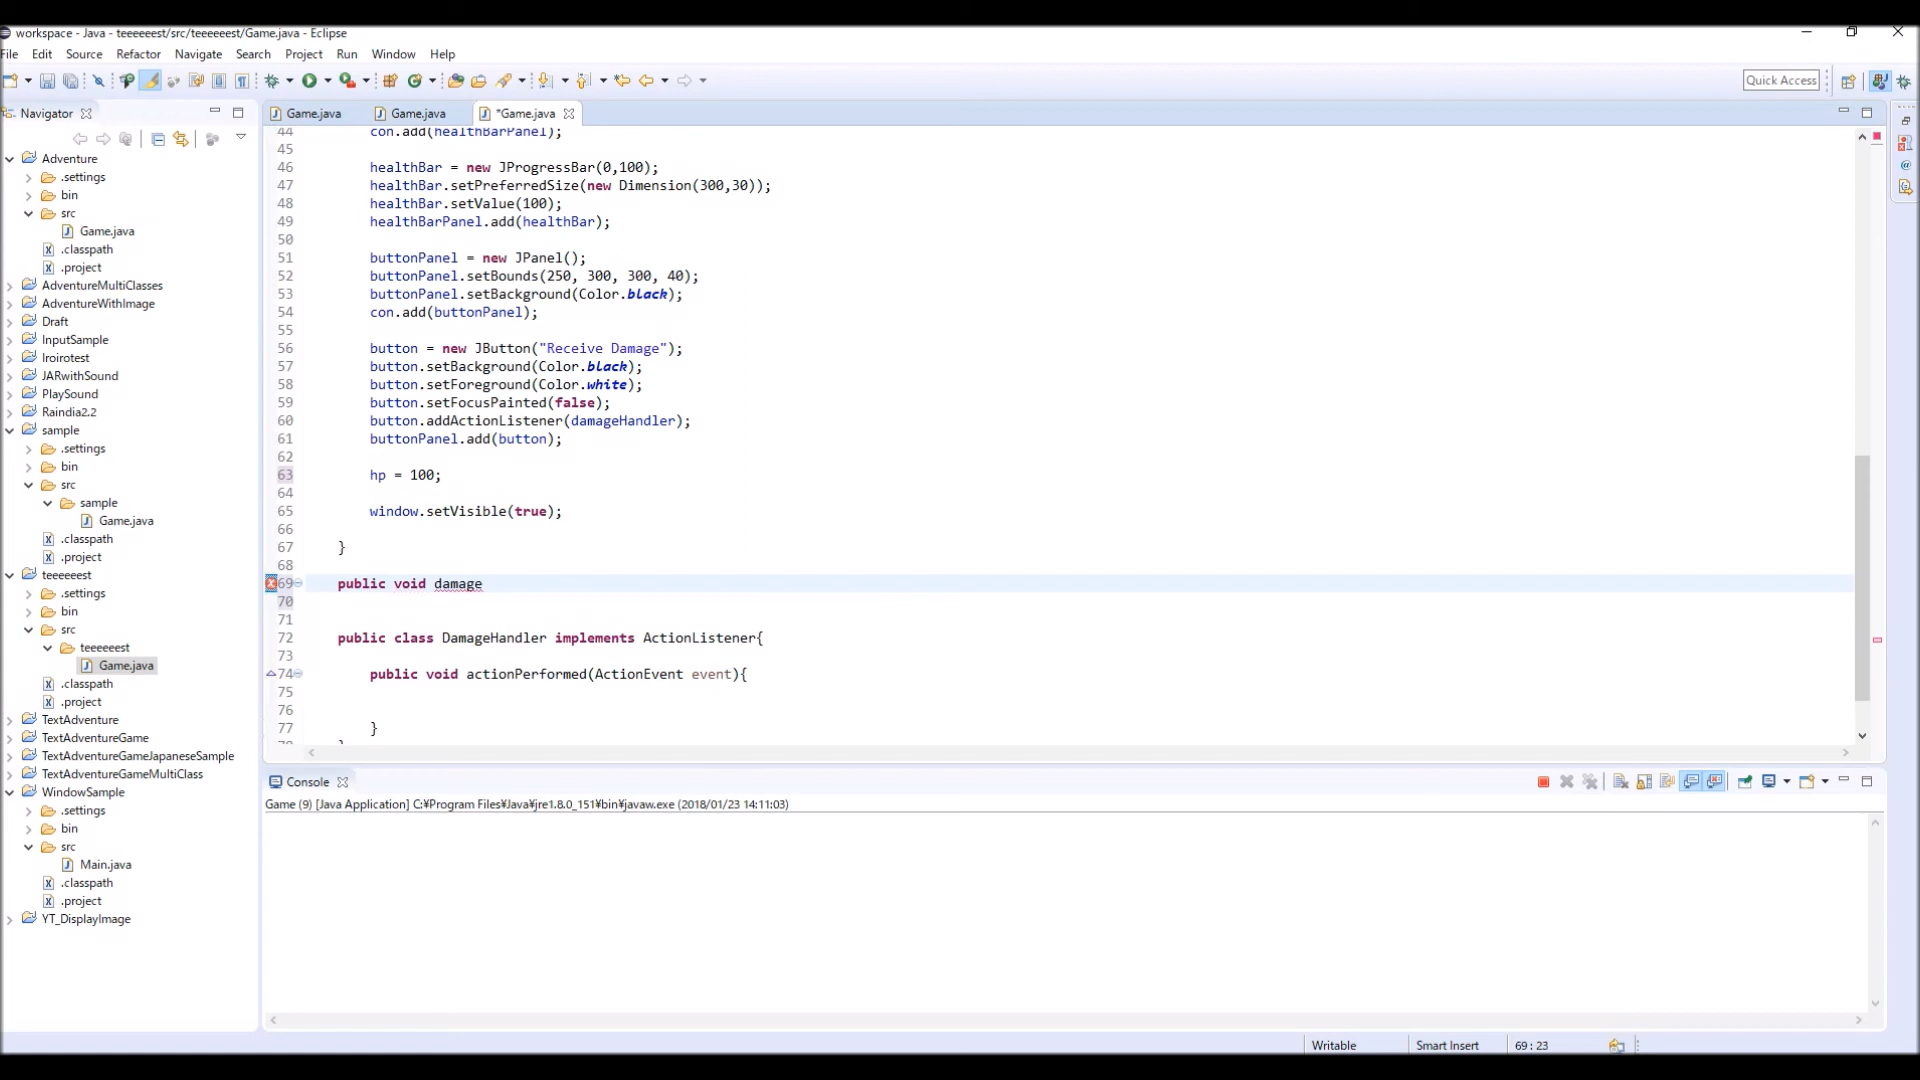 workspace - Java - teeeeeest/src/teeeeeest/Game.java - Eclipse
File Edit Source Refactor Navigate Search Project Run Window Help
Quick Access
Navigator
Adventure
.settings
bin
src
Game.java
.classpath
.project
AdventureMultiClasses
AdventureWithImage
Draft
InputSample
Iroirotest
JARwithSound
PlaySound
Raindia2.2
sample
.settings
bin
src
sample
Game.java
.classpath
.project
teeeeeest
.settings
bin
src
teeeeeest
Game.java
.classpath
.project
TextAdventure
TextAdventureGame
TextAdventureGameJapaneseSample
TextAdventureGameMultiClass
WindowSample
.settings
bin
src
Main.java
.classpath
.project
YT_DisplayImage
Game.java Game.java *Game.java
44 con.add(healthBarPanel);
45
46 healthBar = new JProgressBar(0,100);
47 healthBar.setPreferredSize(new Dimension(300,30));
48 healthBar.setValue(100);
49 healthBarPanel.add(healthBar);
50
51 buttonPanel = new JPanel();
52 buttonPanel.setBounds(250, 300, 300, 40);
53 buttonPanel.setBackground(Color.black);
54 con.add(buttonPanel);
55
56 button = new JButton("Receive Damage");
57 button.setBackground(Color.black);
58 button.setForeground(Color.white);
59 button.setFocusPainted(false);
60 button.addActionListener(damageHandler);
61 buttonPanel.add(button);
62
63 hp = 100;
64
65 window.setVisible(true);
66
67 }
68
69 public void damage
70
71
72 public class DamageHandler implements ActionListener{
73
74 public void actionPerformed(ActionEvent event){
75
76
77 }
Console
Game (9) [Java Application] C:¥Program Files¥Java¥jre1.8.0_151¥bin¥javaw.exe (2018/01/23 14:11:03)
Writable Smart Insert 69 : 23